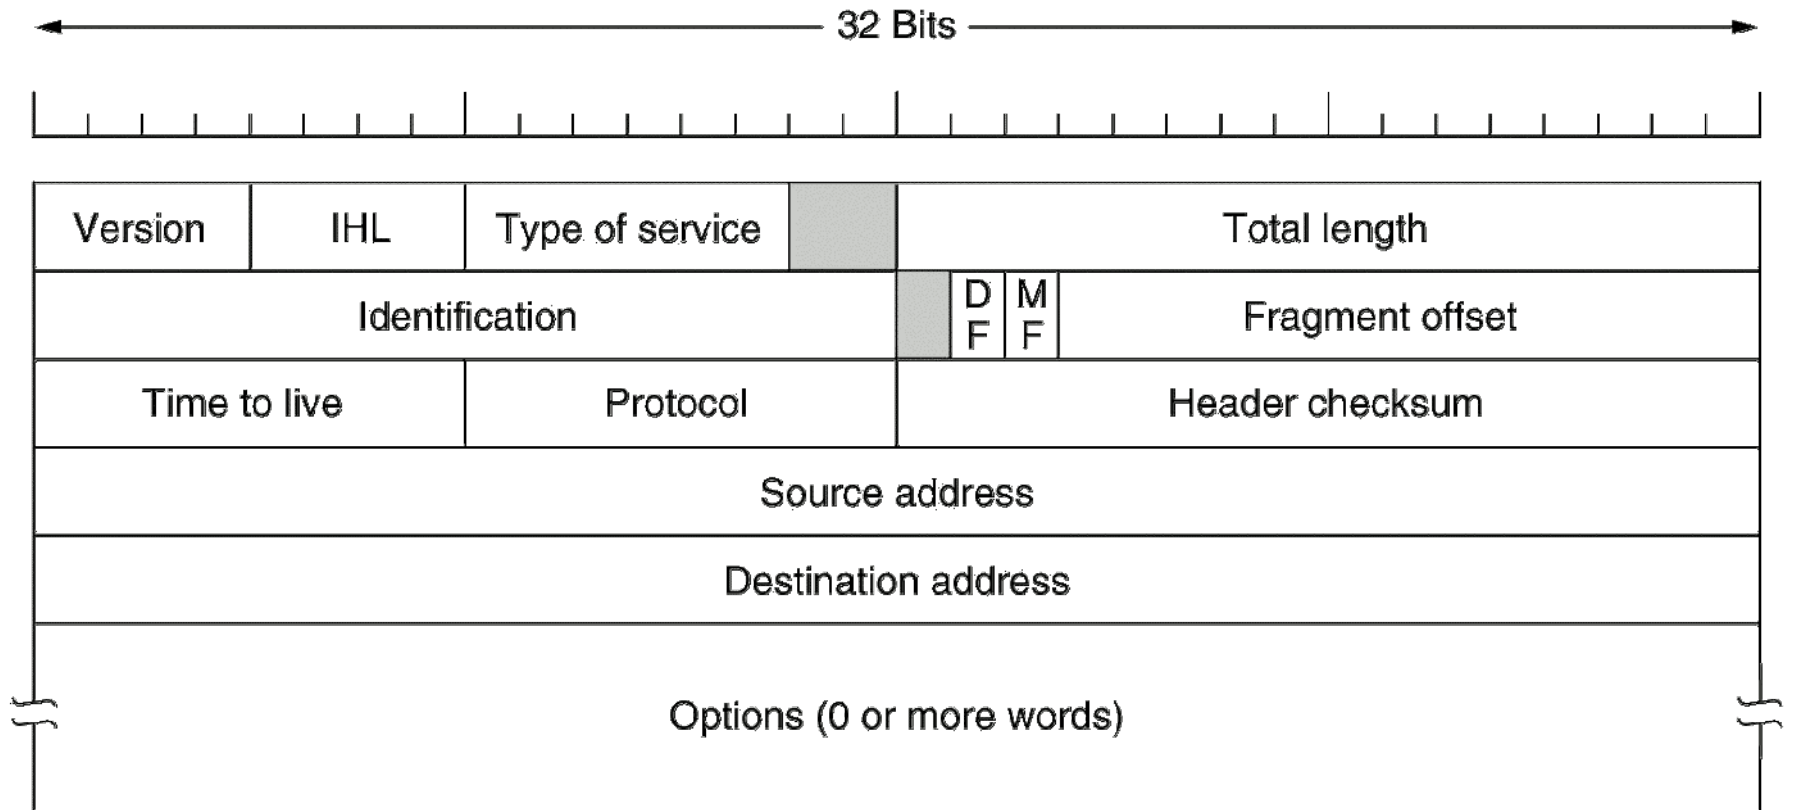 32 Bits
Version IHL Type of service Total length
Identification D F M F Fragment offset
Time to live Protocol Header checksum
Source address
Destination address
Options (0 or more words)